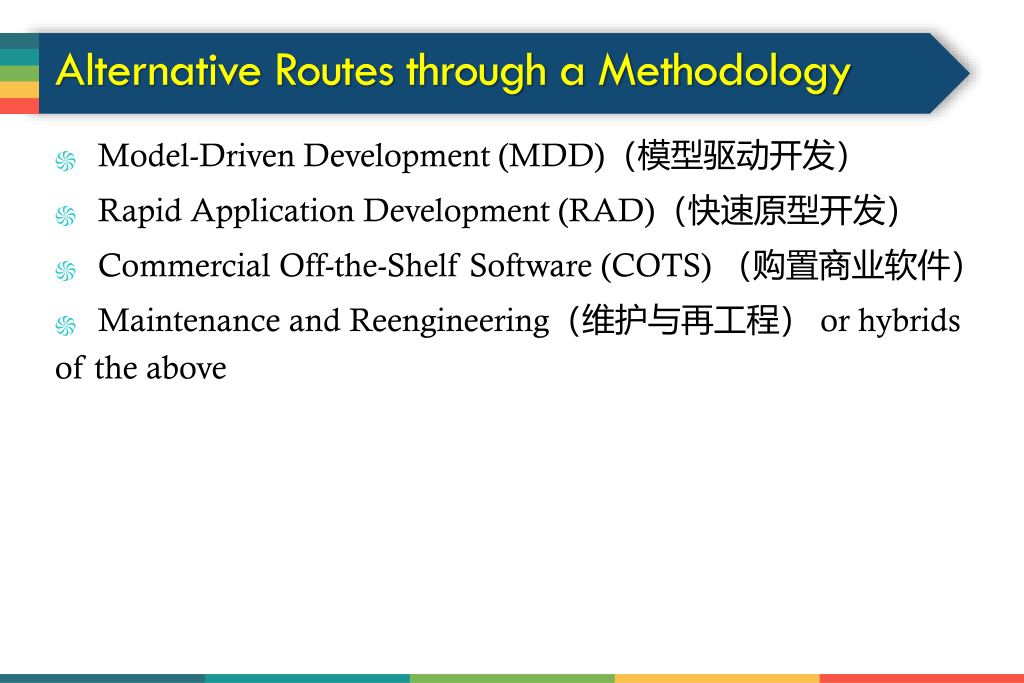 Alternative Routes through a Methodology
Model-Driven Development (MDD)（模型驱动开发）
Rapid Application Development (RAD)（快速原型开发）
Commercial Off-the-Shelf Software (COTS) （购置商业软件）
Maintenance and Reengineering（维护与再工程） or hybrids
of the above